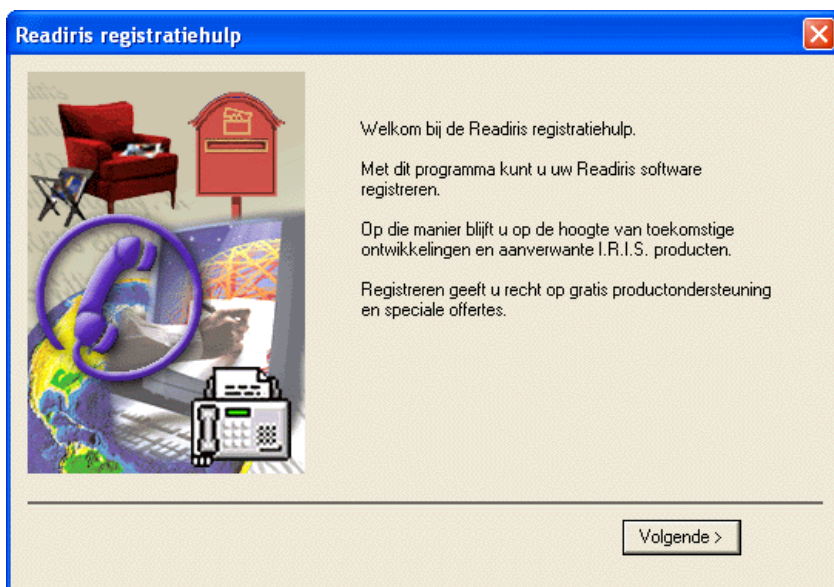 Readiris registratiehulp
Welkom bij de Readiris registratiehulp.
Met dit programma kunt u uw Readiris software
registreren.
Op die manier blijft u op de hoogte van toekomstige
ontwikkelingen en aanverwante I.R.I.S. producten.
Registreren geeft u recht op gratis productondersteuning
en speciale offertes.
Volgende >